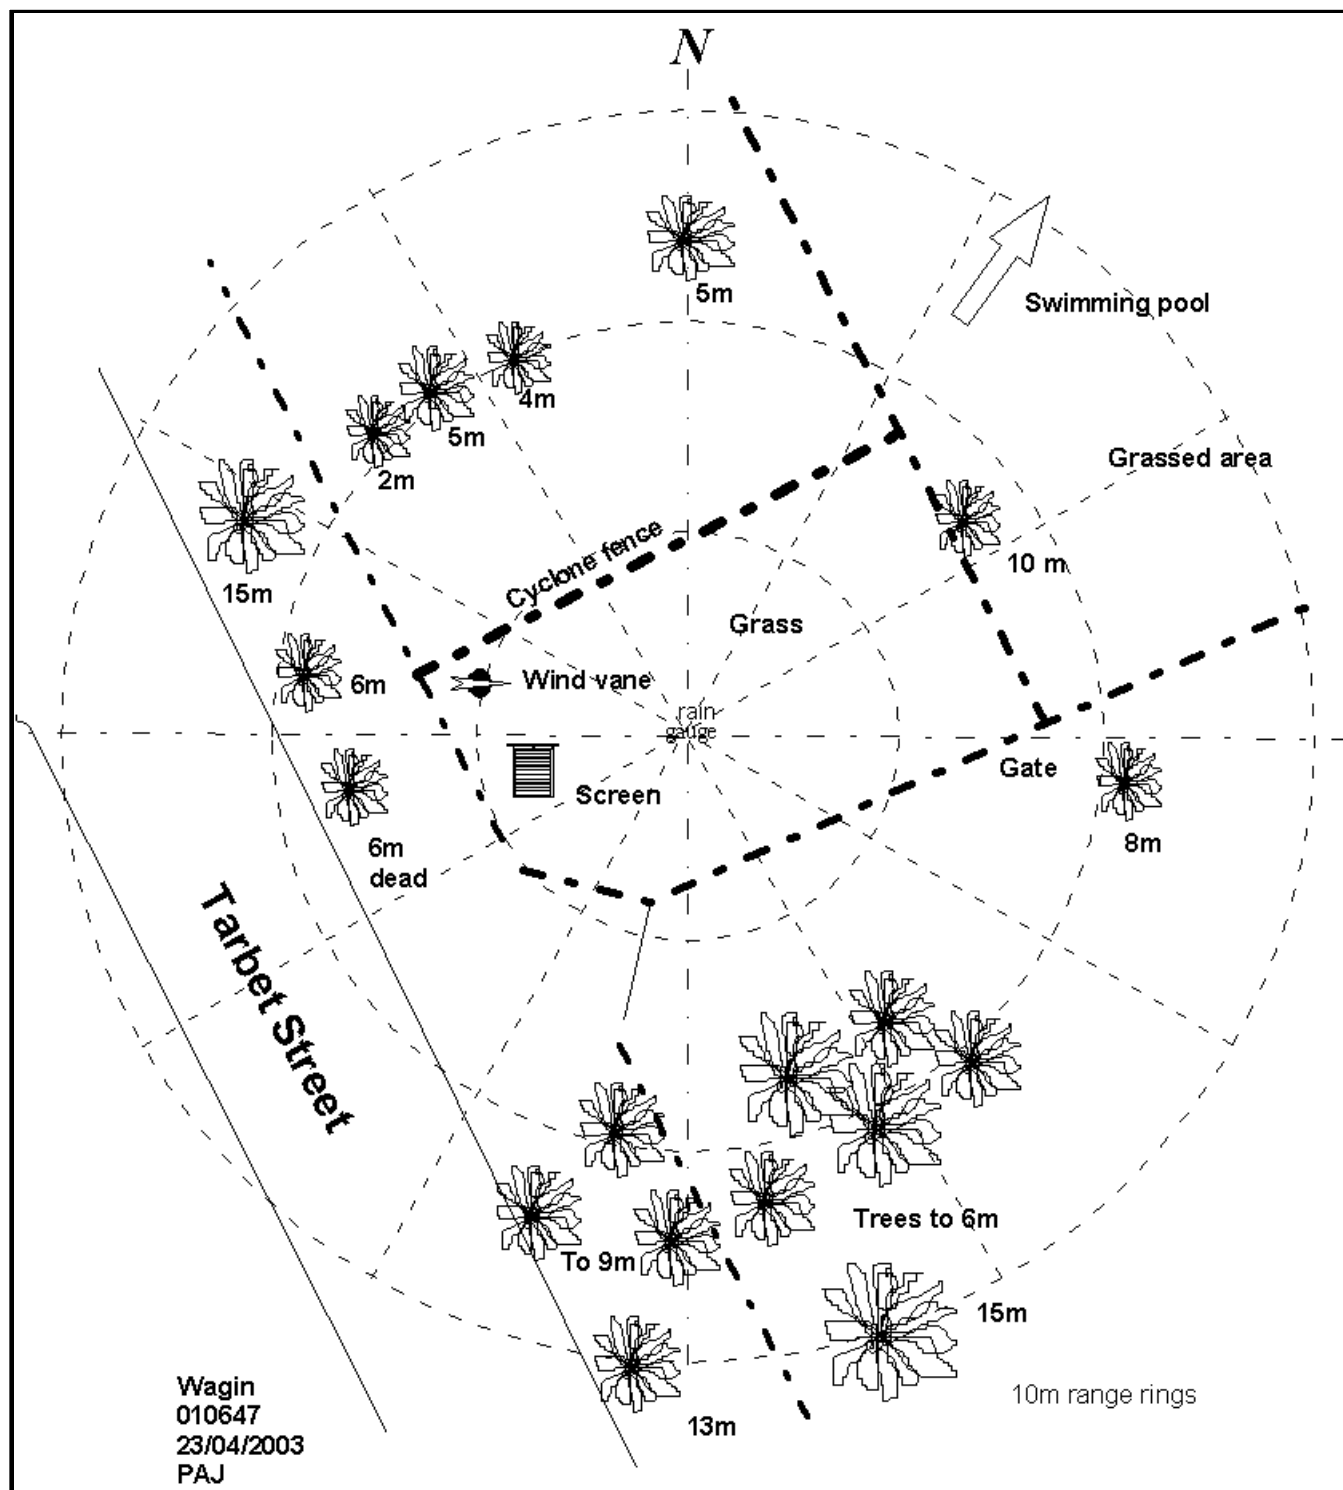 N
5m
Swimming pool
4m
5m
2m
Grassed area
Cyclone fence
10 m
15m
Grass
6m
Wind vane
rain
gauge
Gate
Screen
8m
6m
dead
Tarbet Street
Trees to 6m
To 9m
15m
10m range rings
13m
Wagin
010647
23/04/2003
PAJ